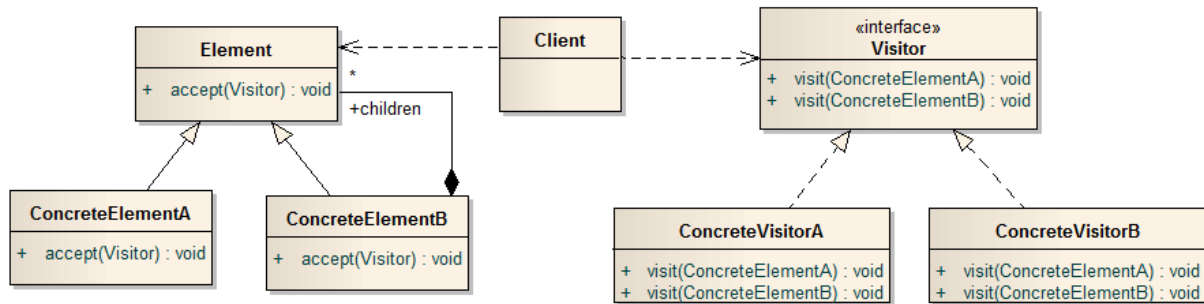 Element
+ accept(Visitor) : void
*
+children
Client
«interface»
Visitor
+ visit(ConcreteElementA) : void
+ visit(ConcreteElementB) : void
ConcreteElementA
+ accept(Visitor) : void
ConcreteElementB
+ accept(Visitor) : void
ConcreteVisitorA
+ visit(ConcreteElementA) : void
+ visit(ConcreteElementB) : void
ConcreteVisitorB
+ visit(ConcreteElementA) : void
+ visit(ConcreteElementB) : void